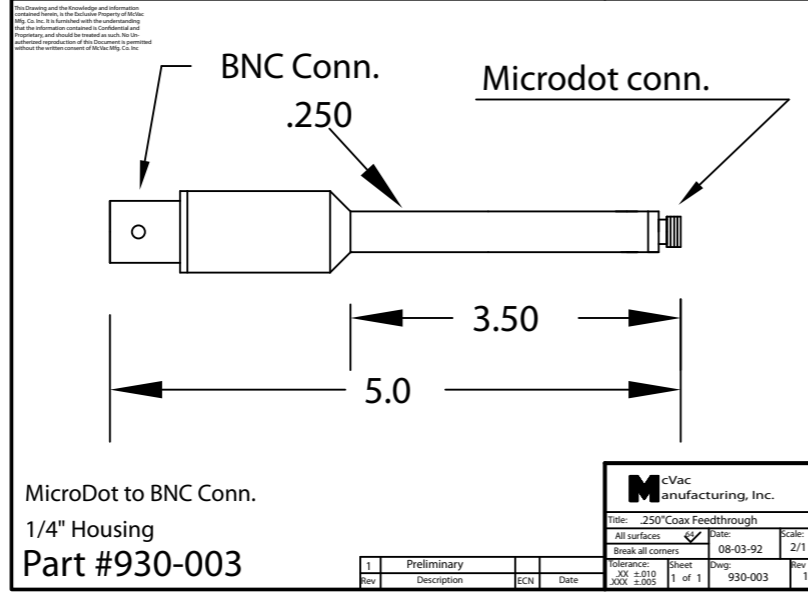 This Drawing and the Knowledge and information
contained herein, is the Exclusive Property of McVac
Mfg. Co. Inc. It is furnished with the understanding
that the information contained is Confidential and
Proprietary, and should be treated as such. No Un-
authorized reproduction of this Document is permitted
without the written consent of McVac Mfg. Co. Inc
BNC Conn.
Microdot conn.
.250
3.50
5.0
MicroDot to BNC Conn.
1/4" Housing
Part #930-003
1 Preliminary
Rev Description ECN Date
McVac
Manufacturing, Inc.
Title: .250"Coax Feedthrough
All surfaces 64
Break all corners
Date:
08-03-92
Scale:
2/1
Tolerance:
.XX ±.010
.XXX ±.005
Sheet
1 of 1
Dwg:
930-003
Rev
1